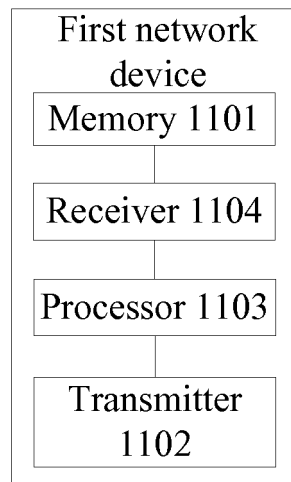 First network
device
Memory 1101
Receiver 1104
Processor 1103
Transmitter
1102